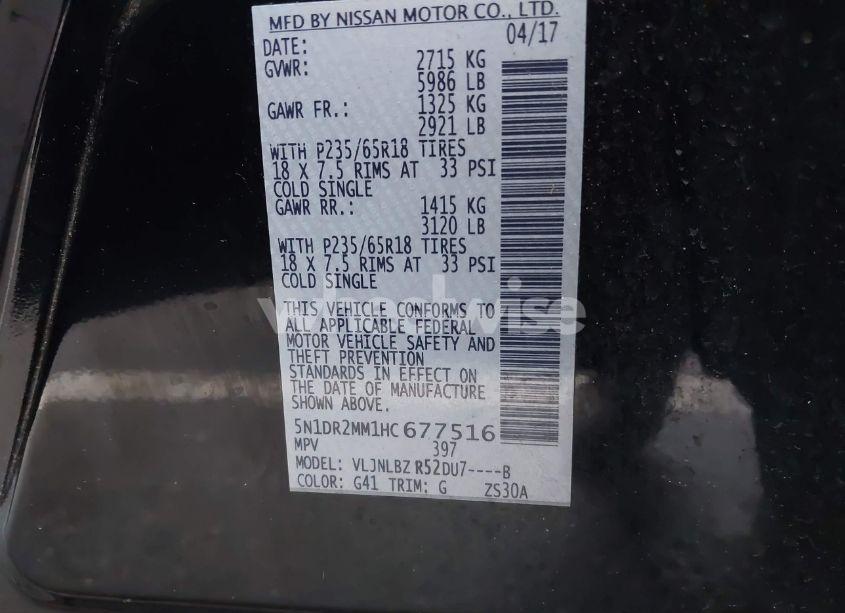 MFD BY NISSAN MOTOR CO., LTD.
DATE: 04/17
GVWR: 2715 KG
5986 LB
GAWR FR.: 1325 KG
2921 LB
WITH P235/65R18 TIRES
18 X 7.5 RIMS AT 33 PSI
COLD SINGLE
GAWR RR.: 1415 KG
3120 LB
WITH P235/65R18 TIRES
18 X 7.5 RIMS AT 33 PSI
COLD SINGLE
THIS VEHICLE CONFORMS TO
ALL APPLICABLE FEDERAL
MOTOR VEHICLE SAFETY AND
THEFT PREVENTION
STANDARDS IN EFFECT ON
THE DATE OF MANUFACTURE
SHOWN ABOVE.
5N1DR2MM1HC677516
MPV 397
MODEL: VLJNLBZ R52DU7----B
COLOR: G41 TRIM: G ZS30A